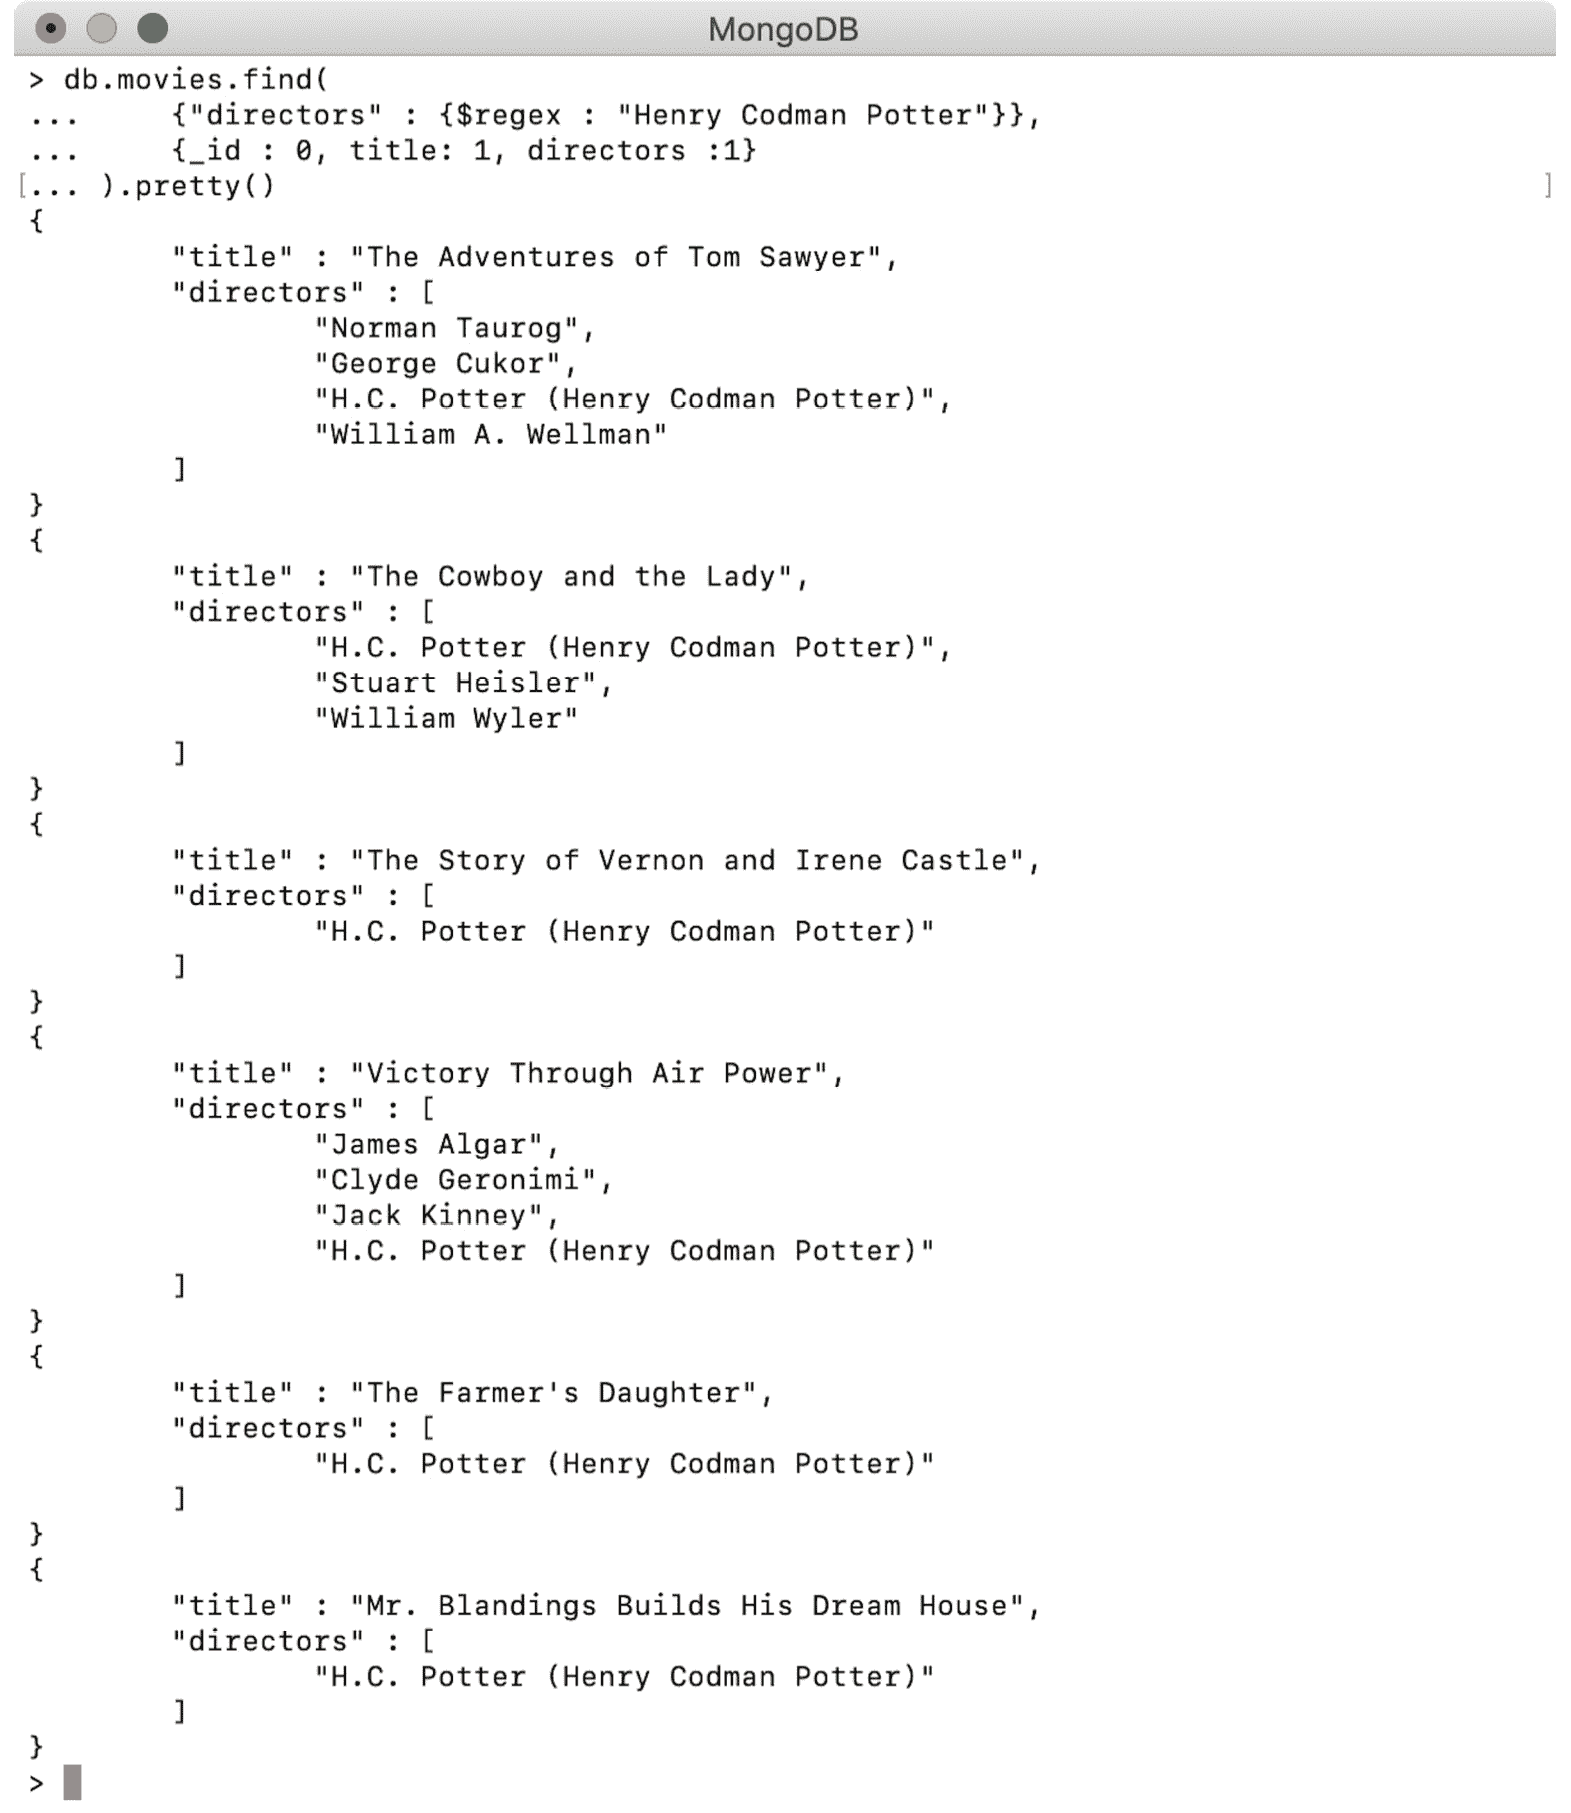 MongoDB
> db.movies.find(
...     {"directors" : {$regex : "Henry Codman Potter"}},
...     {_id : 0, title: 1, directors :1}
[... ).pretty() ]
{
        "title" : "The Adventures of Tom Sawyer",
        "directors" : [
                "Norman Taurog",
                "George Cukor",
                "H.C. Potter (Henry Codman Potter)",
                "William A. Wellman"
        ]
}
{
        "title" : "The Cowboy and the Lady",
        "directors" : [
                "H.C. Potter (Henry Codman Potter)",
                "Stuart Heisler",
                "William Wyler"
        ]
}
{
        "title" : "The Story of Vernon and Irene Castle",
        "directors" : [
                "H.C. Potter (Henry Codman Potter)"
        ]
}
{
        "title" : "Victory Through Air Power",
        "directors" : [
                "James Algar",
                "Clyde Geronimi",
                "Jack Kinney",
                "H.C. Potter (Henry Codman Potter)"
        ]
}
{
        "title" : "The Farmer's Daughter",
        "directors" : [
                "H.C. Potter (Henry Codman Potter)"
        ]
}
{
        "title" : "Mr. Blandings Builds His Dream House",
        "directors" : [
                "H.C. Potter (Henry Codman Potter)"
        ]
}
>